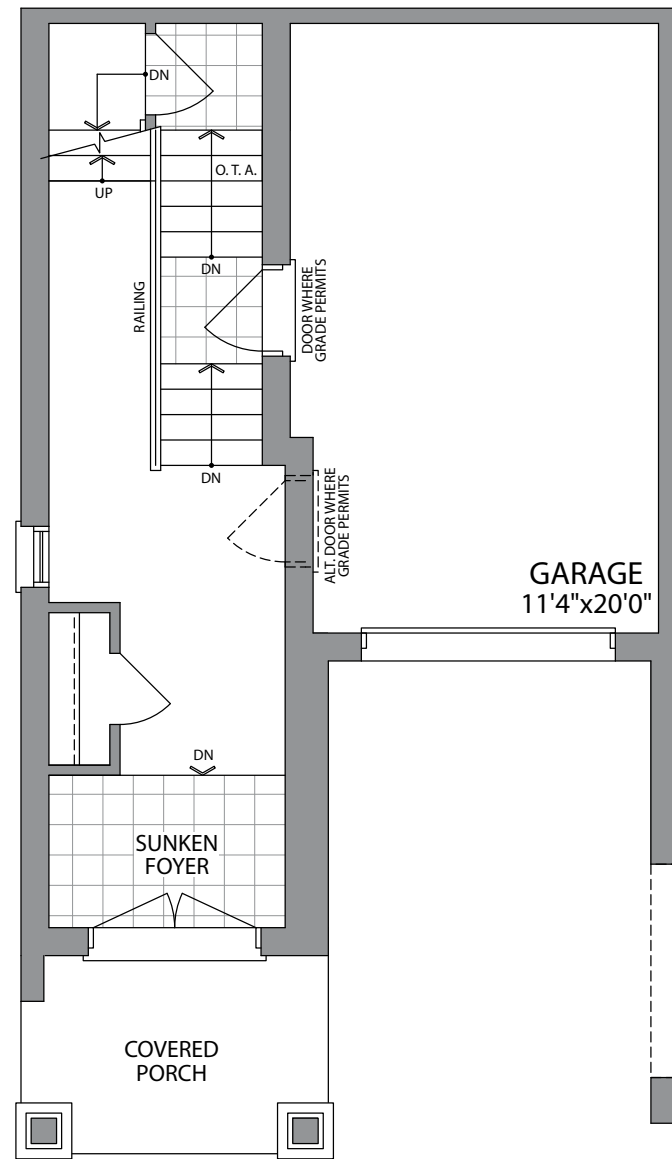 DN
O. T. A.
UP
DN
RAILING
DOOR WHERE
GRADE PERMITS
DN
ALT. DOOR WHERE
GRADE PERMITS
GARAGE
11'4"x20'0"
DN
SUNKEN
FOYER
COVERED
PORCH